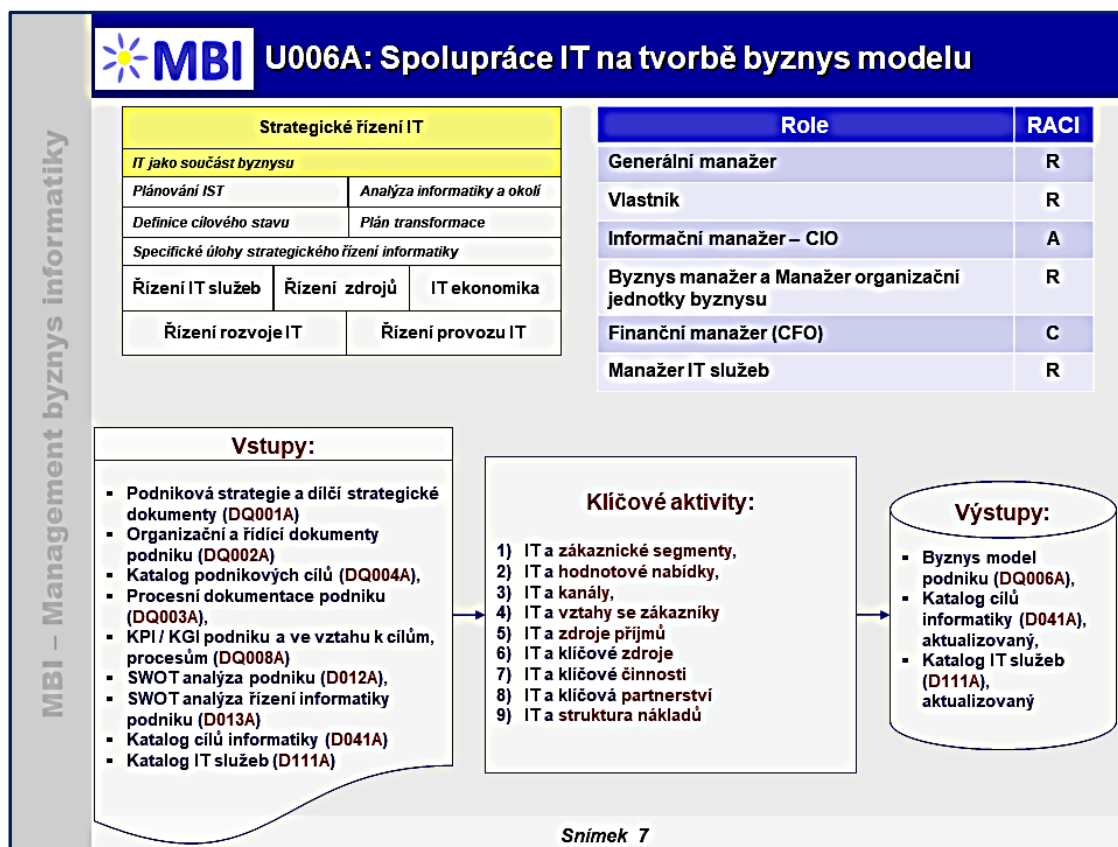 MBI
U006A: Spolupráce IT na tvorbě byznys modelu
MBI – Management byznys informatiky
Strategické řízení IT
IT jako součást byznysu
Plánování IST
Analýza informatiky a okolí
Definice cílového stavu
Plán transformace
Specifické úlohy strategického řízení informatiky
Řízení IT služeb
Řízení zdrojů
IT ekonomika
Řízení rozvoje IT
Řízení provozu IT
Role RACI
Generální manažer R
Vlastník R
Informační manažer – CIO A
Byznys manažer a Manažer organizační
jednotky byznysu R
Finanční manažer (CFO) C
Manažer IT služeb R
Vstupy:
▪ Podniková strategie a dílčí strategické
dokumenty (DQ001A)
▪ Organizační a řídící dokumenty
podniku (DQ002A)
▪ Katalog podnikových cílů (DQ004A),
▪ Procesní dokumentace podniku
(DQ003A)
▪ KPI / KGI podniku a ve vztahu k cílům,
procesům (DQ008A)
▪ SWOT analýza podniku (D012A),
▪ SWOT analýza řízení informatiky
podniku (D013A)
▪ Katalog cílů informatiky (D041A)
▪ Katalog IT služeb (D111A)
Klíčové aktivity:
1) IT a zákaznické segmenty,
2) IT a hodnotové nabídky,
3) IT a kanály,
4) IT a vztahy se zákazníky
5) IT a zdroje příjmů
6) IT a klíčové zdroje
7) IT a klíčové činnosti
8) IT a klíčová partnerství
9) IT a struktura nákladů
Výstupy:
▪ Byznys model
podniku (DQ006A),
▪ Katalog cílů
informatiky (D041A),
aktualizovaný,
▪ Katalog IT služeb
(D111A),
aktualizovaný
Snímek 7